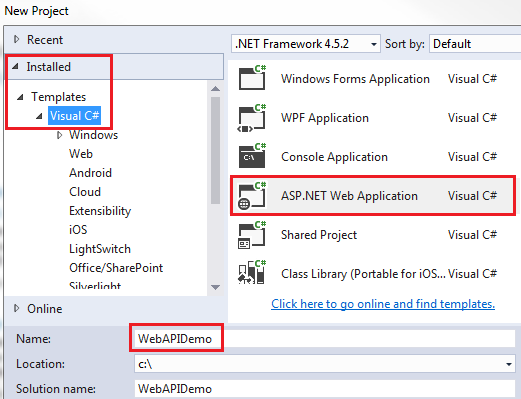 New Project
Recent
Installed
Templates
Visual C#
Windows
Web
Android
Cloud
Extensibility
iOS
LightSwitch
Office/SharePoint
Silverlight
Online
.NET Framework 4.5.2 Sort by: Default
C# Windows Forms Application Visual C#
C# WPF Application Visual C#
C# C:\ Console Application Visual C#
C# ASP.NET Web Application Visual C#
C# Shared Project Visual C#
C# Class Library (Portable for iOS... Visual C#
Click here to go online and find templates.
Name: WebAPIDemo
Location: c:\
Solution name: WebAPIDemo